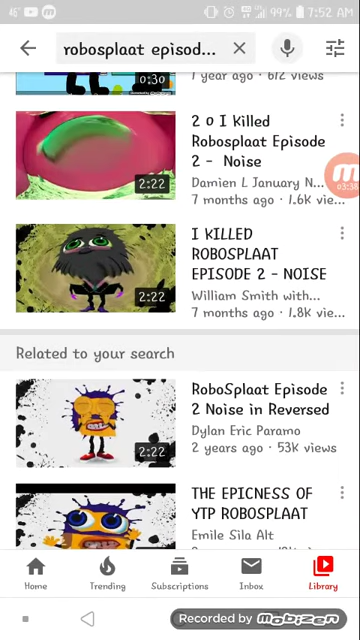 46° 99% 7:52 AM
robosplaat episod...
0:30
1 year ago · 612 views
2 0 I Killed
Robosplaat Episode
2 - Noise
Damien L January N...
7 months ago · 1.6K vie...
2:22
03:38
I KILLED
ROBOSPLAAT
EPISODE 2 - NOISE
William Smith with...
7 months ago · 1.8K vie...
2:22
Related to your search
RoboSplaat Episode
2 Noise in Reversed
Dylan Eric Paramo
2 years ago · 53K views
2:22
THE EPICNESS OF
YTP ROBOSPLAAT
Emile Sila Alt
Home Trending Subscriptions Inbox Library
Recorded by Mobizen